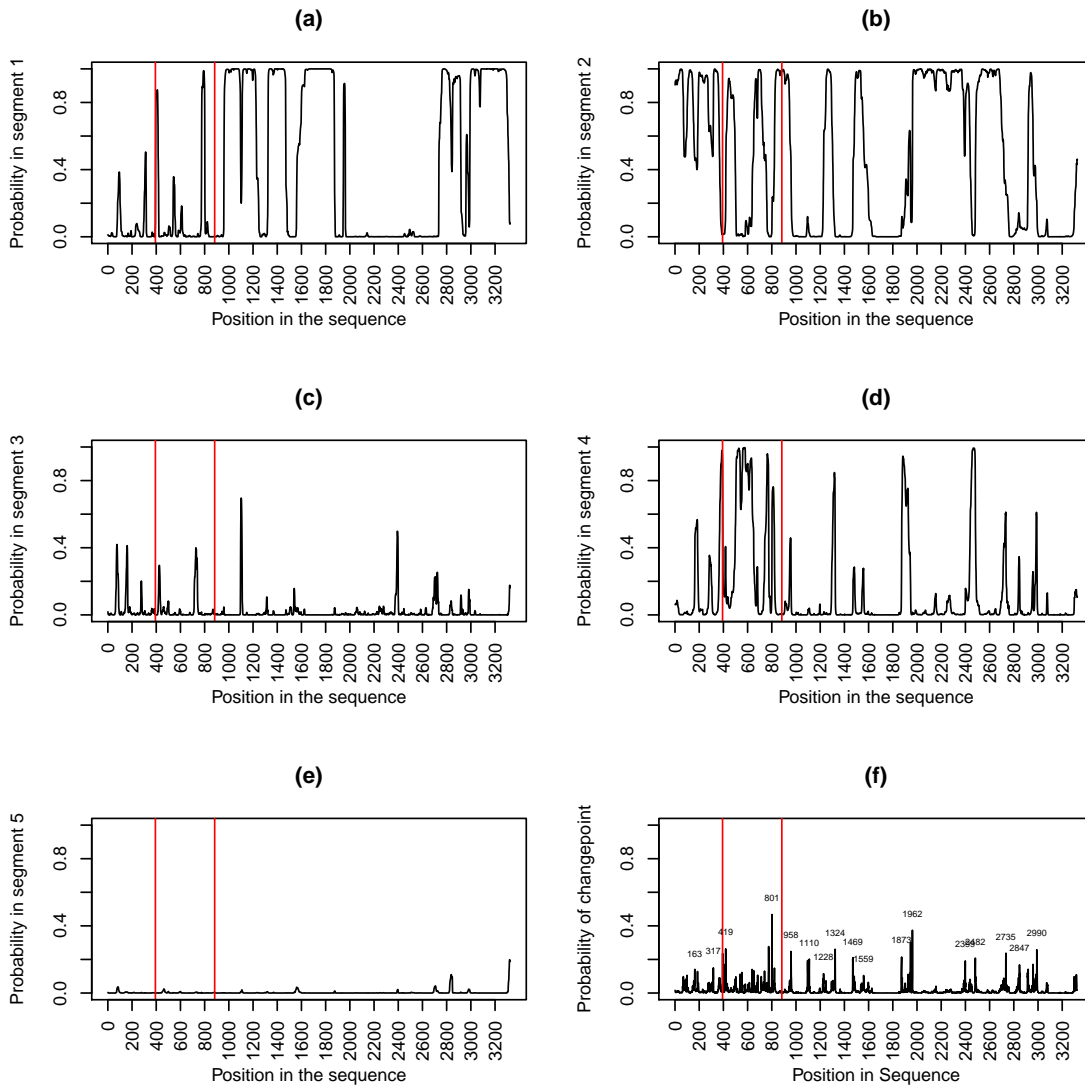 (a)
Probability in segment 1
0.0 0.4 0.8
0 200 400 600 800 1000 1200 1400 1600 1800 2000 2200 2400 2600 2800 3000 3200
Position in the sequence
(b)
Probability in segment 2
0.0 0.4 0.8
0 200 400 600 800 1000 1200 1400 1600 1800 2000 2200 2400 2600 2800 3000 3200
Position in the sequence
(c)
Probability in segment 3
0.0 0.4 0.8
0 200 400 600 800 1000 1200 1400 1600 1800 2000 2200 2400 2600 2800 3000 3200
Position in the sequence
(d)
Probability in segment 4
0.0 0.4 0.8
0 200 400 600 800 1000 1200 1400 1600 1800 2000 2200 2400 2600 2800 3000 3200
Position in the sequence
(e)
Probability in segment 5
0.0 0.4 0.8
0 200 400 600 800 1000 1200 1400 1600 1800 2000 2200 2400 2600 2800 3000 3200
Position in the sequence
(f)
Probability of changepoint
0.0 0.4 0.8
163 317 419 801 958 1110 1228 1324 1469 1559 1873 1962 2482 2735 2847 2990
0 200 400 600 800 1000 1200 1400 1600 1800 2000 2200 2400 2600 2800 3000 3200
Position in Sequence